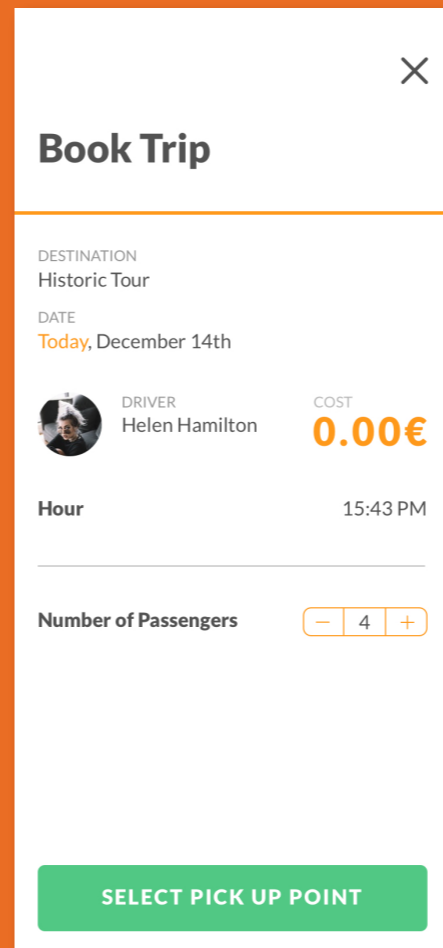 Book Trip
DESTINATION
Historic Tour
DATE
Today, December 14th
DRIVER
Helen Hamilton
COST
0.00€
Hour
15:43 PM
Number of Passengers
− 4 +
SELECT PICK UP POINT